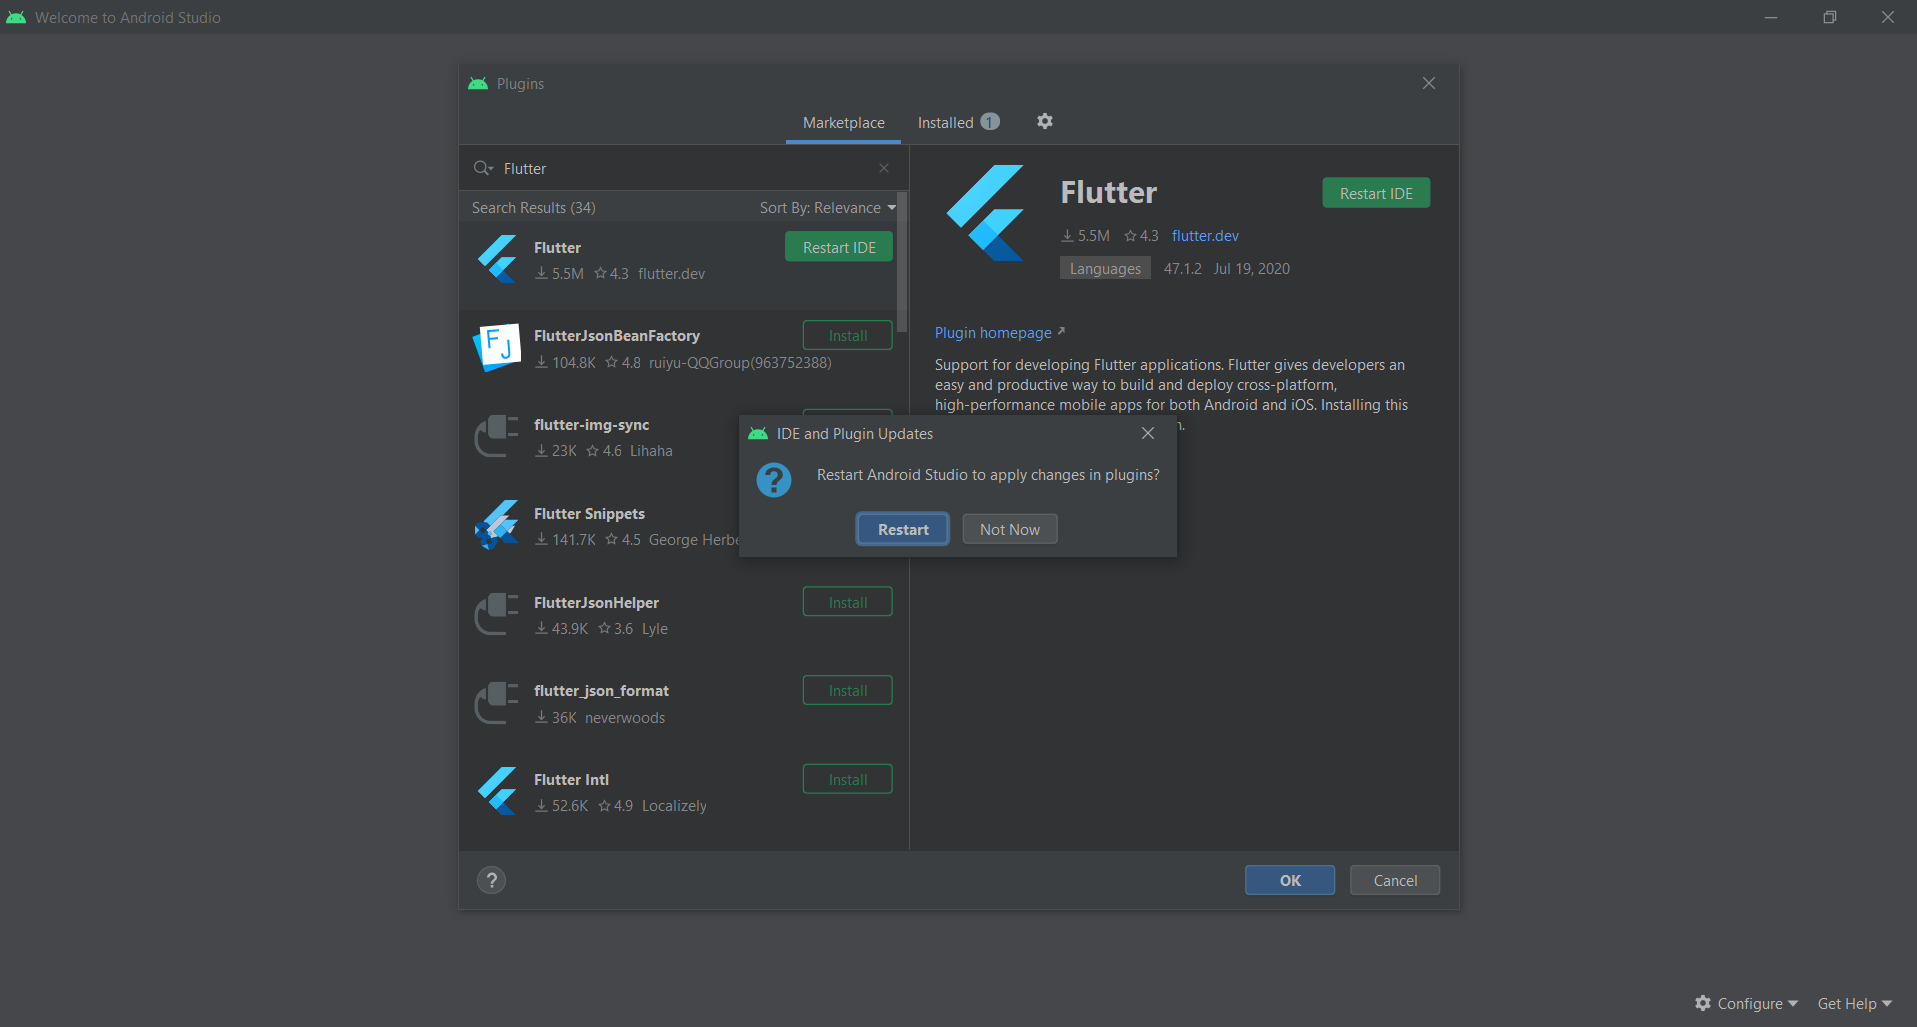 Welcome to Android Studio
Plugins
Marketplace Installed 1
Flutter
Search Results (34) Sort By: Relevance
Flutter Restart IDE
5.5M 4.3 flutter.dev
FlutterJsonBeanFactory Install
104.8K 4.8 ruiyu-QQGroup(963752388)
flutter-img-sync
23K 4.6 Lihaha
Flutter Snippets
141.7K 4.5 George Herbe
FlutterJsonHelper Install
43.9K 3.6 Lyle
flutter_json_format Install
36K neverwoods
Flutter Intl Install
52.6K 4.9 Localizely
Flutter Restart IDE
5.5M 4.3 flutter.dev
Languages 47.1.2 Jul 19, 2020
Plugin homepage
Support for developing Flutter applications. Flutter gives developers an
easy and productive way to build and deploy cross-platform,
high-performance mobile apps for both Android and iOS. Installing this
n.
IDE and Plugin Updates
?
Restart Android Studio to apply changes in plugins?
Restart Not Now
? OK Cancel
Configure Get Help